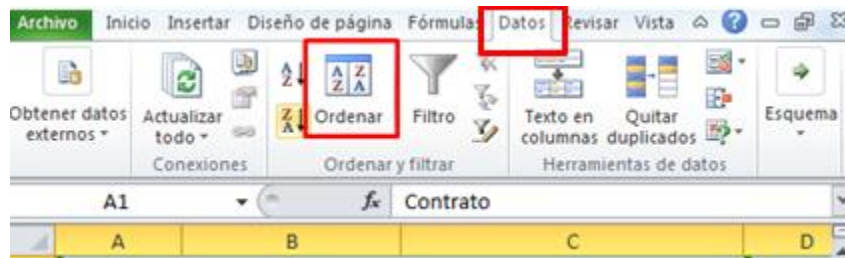 Archivo Inicio Insertar Diseño de página Fórmulas Datos Revisar Vista
Obtener datos externos
Actualizar todo
Ordenar
Filtro
Texto en columnas
Quitar duplicados
Esquema
Conexiones
Ordenar y filtrar
Herramientas de datos
A1 fx Contrato
A B C D